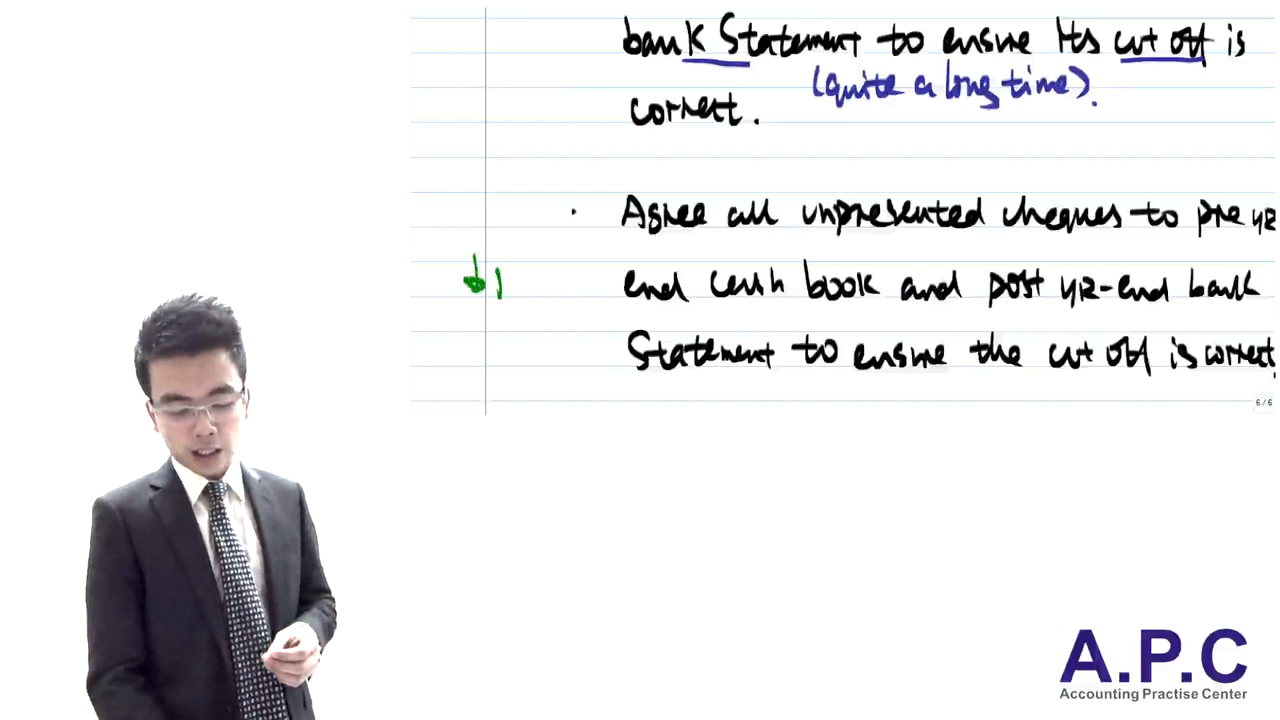 bank Statement to ensure its cut off is
(quite a long time).
correct.
· Agree all unpresented cheques to pre yr
end cash book and post yr-end bank
Statement to ensure the cut off is correct.
6/6
A.P.C
Accounting Practise Center